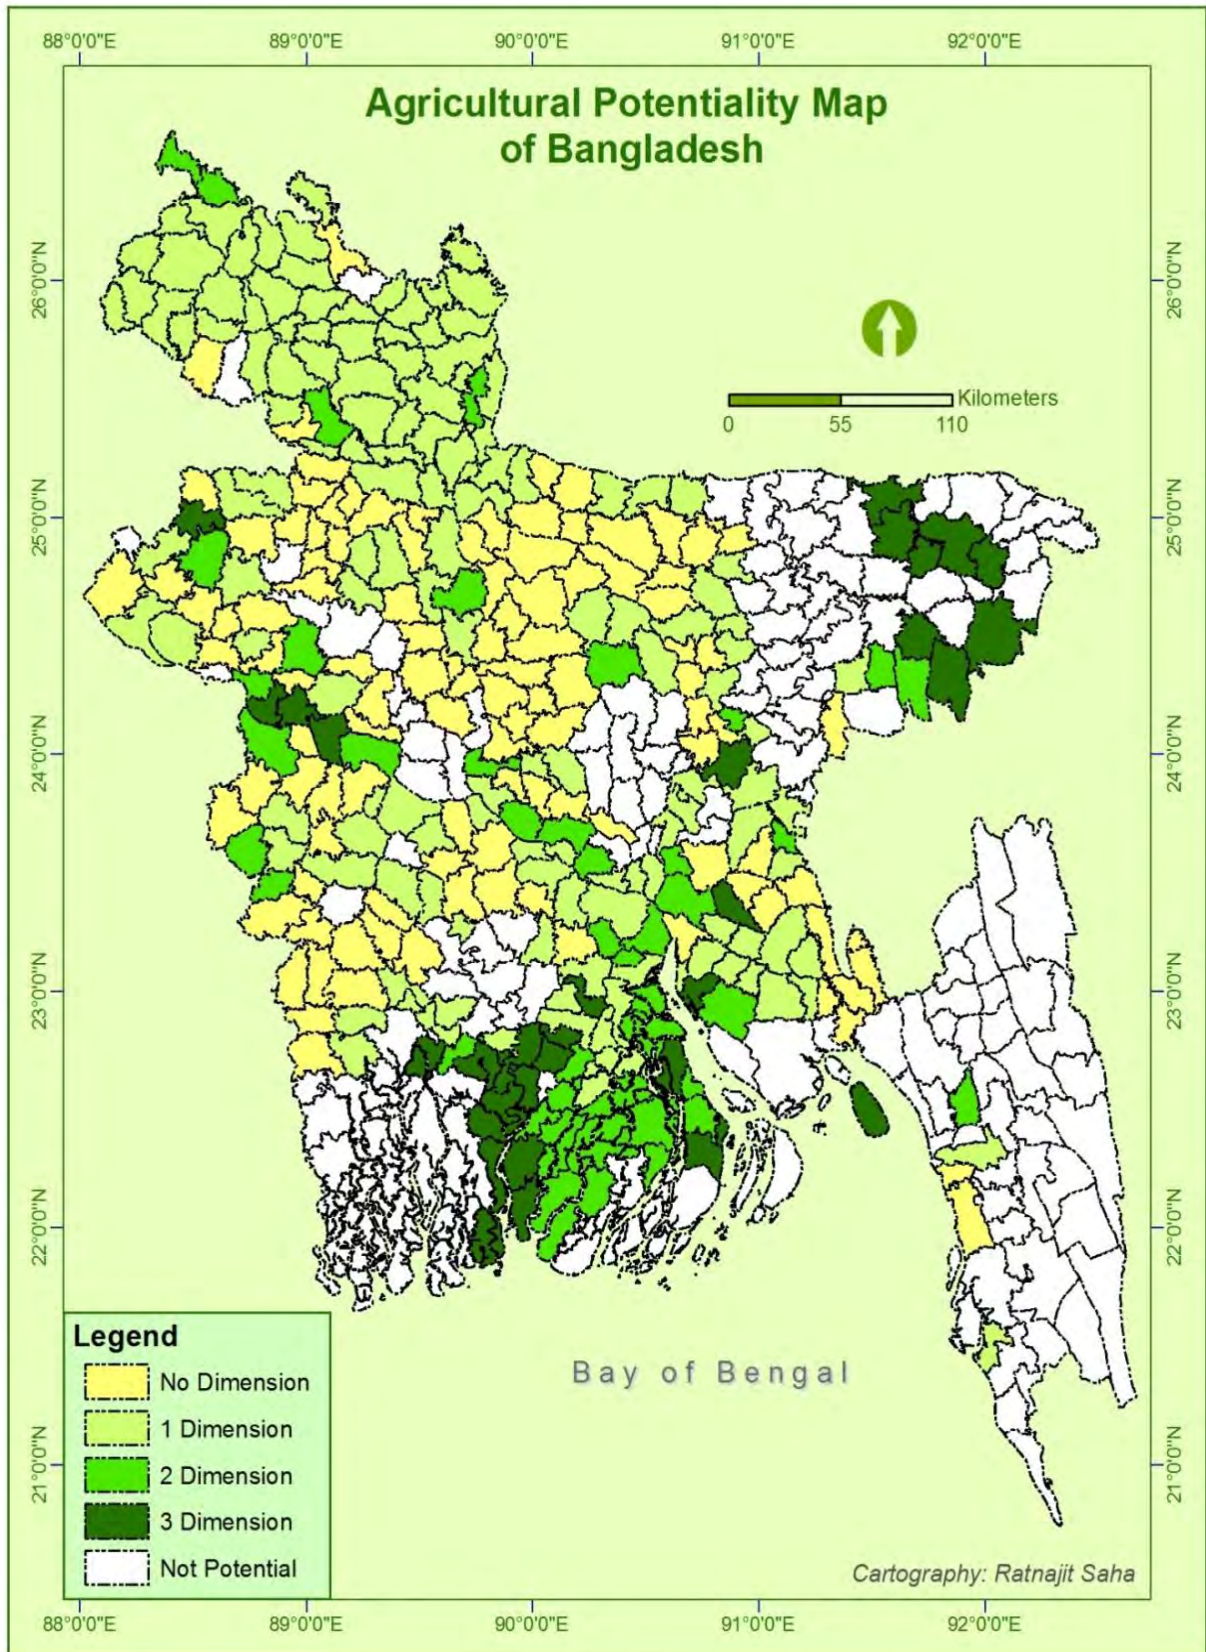 88°0'0"E 89°0'0"E 90°0'0"E 91°0'0"E 92°0'0"E
Agricultural Potentiality Map
of Bangladesh
26°0'0"N
26°0'0"N
Kilometers
0 55 110
25°0'0"N
25°0'0"N
24°0'0"N
24°0'0"N
23°0'0"N
23°0'0"N
22°0'0"N
22°0'0"N
Legend
No Dimension
1 Dimension
2 Dimension
3 Dimension
Not Potential
Bay of Bengal
21°0'0"N
21°0'0"N
Cartography: Ratnajit Saha
88°0'0"E 89°0'0"E 90°0'0"E 91°0'0"E 92°0'0"E